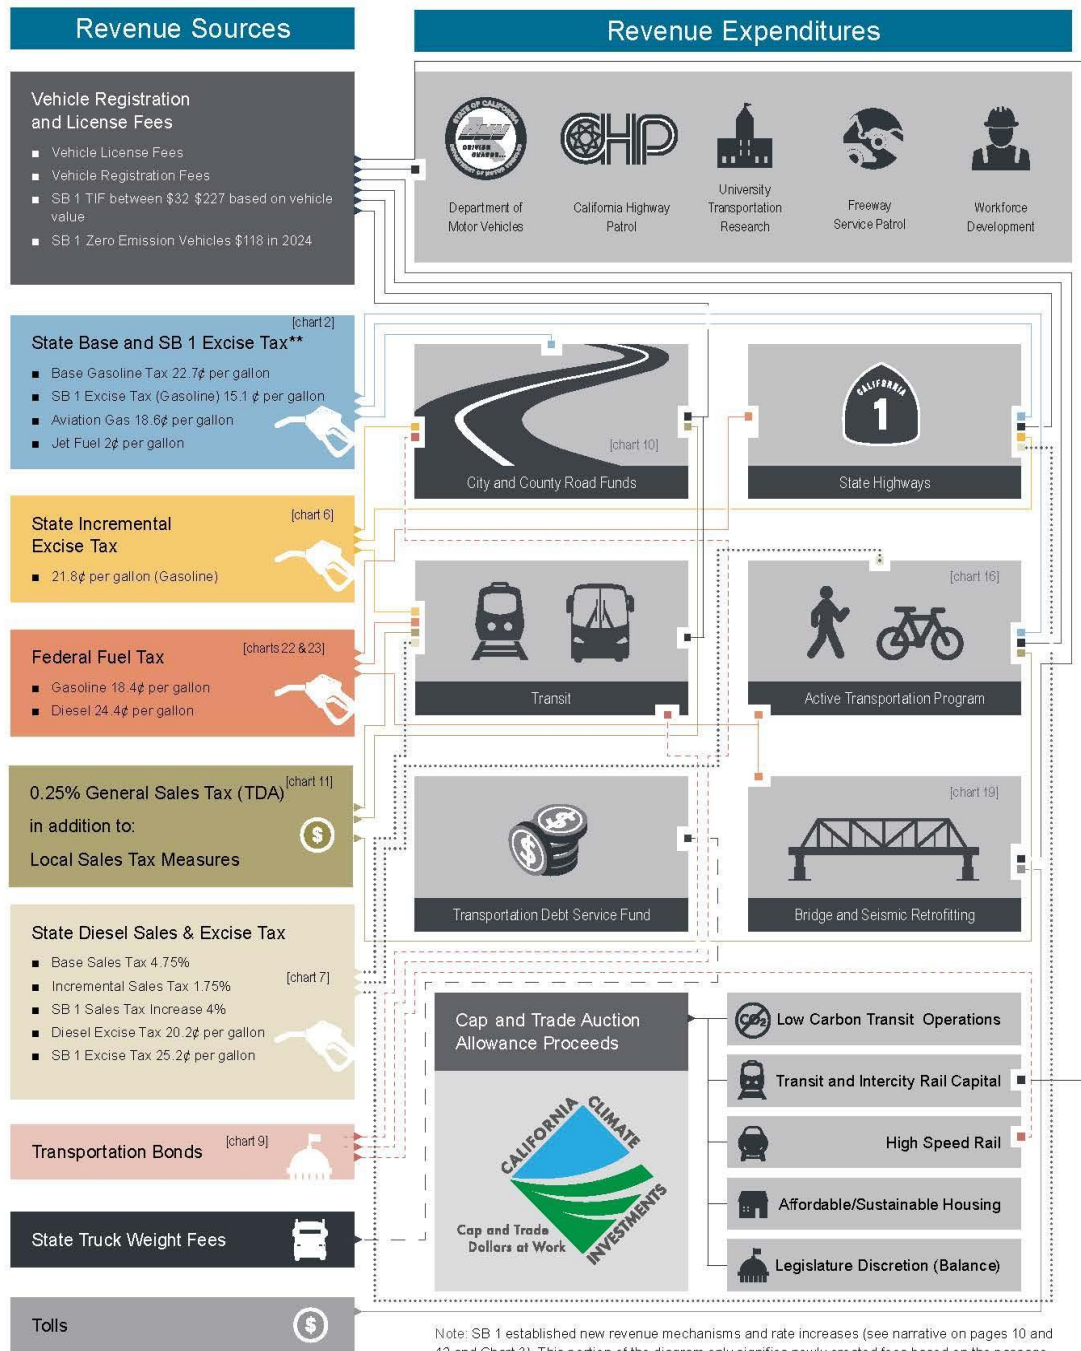 Revenue Sources
Revenue Expenditures
Vehicle Registration
and License Fees
■ Vehicle License Fees
■ Vehicle Registration Fees
■ SB 1 TIF between $32 $227 based on vehicle
value
■ SB 1 Zero Emission Vehicles $118 in 2024
CHP
Department of
Motor Vehicles
California Highway
Patrol
University
Transportation
Research
Freeway
Service Patrol
Workforce
Development
[chart 2]
State Base and SB 1 Excise Tax**
■ Base Gasoline Tax 22.7¢ per gallon
■ SB 1 Excise Tax (Gasoline) 15.1 ¢ per gallon
■ Aviation Gas 18.6¢ per gallon
■ Jet Fuel 2¢ per gallon
[chart 10]
City and County Road Funds
CALIFORNIA
1
State Highways
[chart 6]
State Incremental
Excise Tax
■ 21.8¢ per gallon (Gasoline)
Transit
[chart 16]
Active Transportation Program
[charts 22 & 23]
Federal Fuel Tax
■ Gasoline 18.4¢ per gallon
■ Diesel 24.4¢ per gallon
[chart 11]
0.25% General Sales Tax (TDA)
in addition to:
Local Sales Tax Measures
$
Transportation Debt Service Fund
[chart 19]
Bridge and Seismic Retrofitting
State Diesel Sales & Excise Tax
■ Base Sales Tax 4.75%
■ Incremental Sales Tax 1.75%
[chart 7]
■ SB 1 Sales Tax Increase 4%
■ Diesel Excise Tax 20.2¢ per gallon
■ SB 1 Excise Tax 25.2¢ per gallon
Cap and Trade Auction
Allowance Proceeds
CALIFORNIA
CLIMATE
INVESTMENTS
Cap and Trade
Dollars at Work
CO2
Low Carbon Transit Operations
Transit and Intercity Rail Capital
High Speed Rail
Affordable/Sustainable Housing
Legislature Discretion (Balance)
Transportation Bonds
[chart 9]
State Truck Weight Fees
Tolls
$
Note: SB 1 established new revenue mechanisms and rate increases (see narrative on pages 10 and